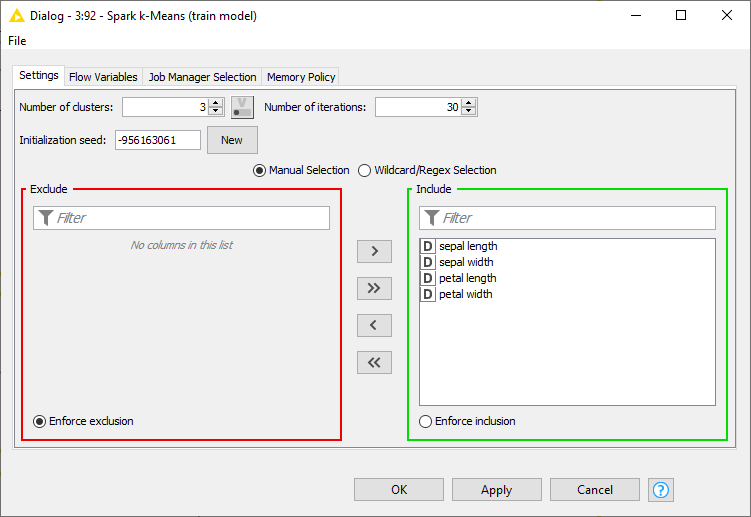 Dialog - 3:92 - Spark k-Means (train model)
File
Settings Flow Variables Job Manager Selection Memory Policy
Number of clusters: 3 V Number of iterations: 30
Initialization seed: -956163061 New
Manual Selection Wildcard/Regex Selection
Exclude Include
Filter Filter
No columns in this list
D sepal length
D sepal width
D petal length
D petal width
>
>>
<
<<
Enforce exclusion Enforce inclusion
OK Apply Cancel ?